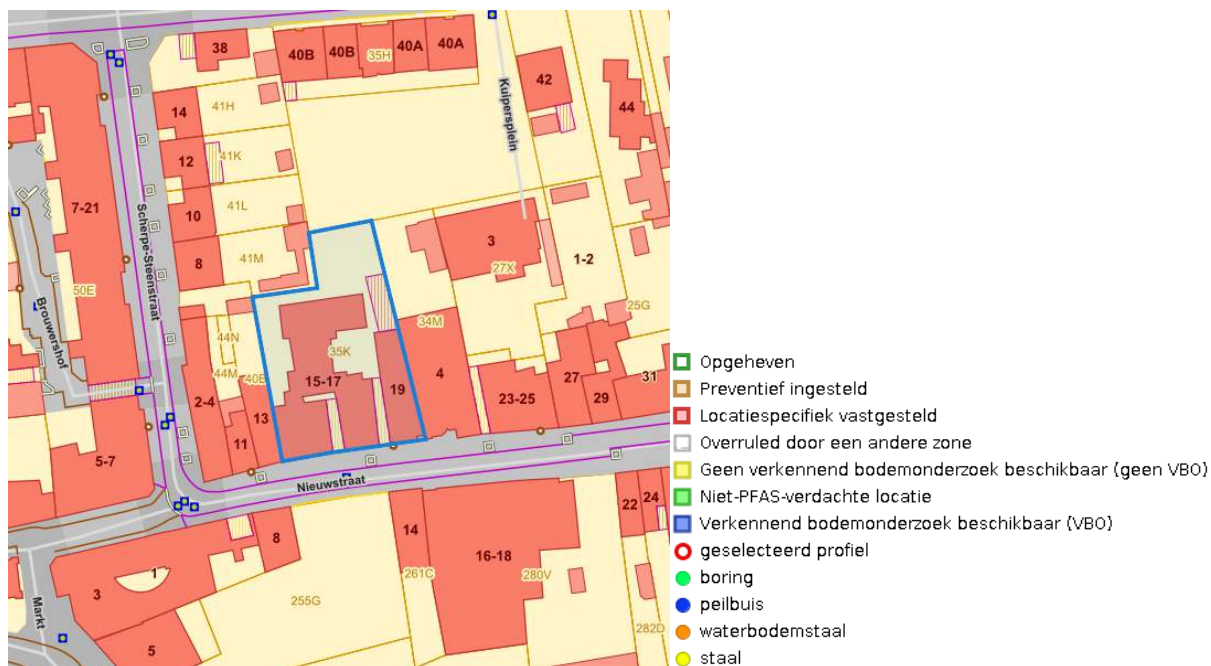 38
40B
40B
35H
40A
40A
42
44
Kuipersplein
14
41H
12
41K
10
41L
8
41M
7-21
Scherpe-Steenstraat
50E
Brouwershof
3
27X
1-2
25G
44N
44M
40B
35K
34M
15-17
19
4
2-4
13
11
23-25
27
29
31
5-7
Nieuwstraat
22
24
8
14
16-18
261C
280V
255G
282D
1
3
5
Markt
Opgeheven
Preventief ingesteld
Locatiespecifiek vastgesteld
Overruled door een andere zone
Geen verkennend bodemonderzoek beschikbaar (geen VBO)
Niet-PFAS-verdachte locatie
Verkennend bodemonderzoek beschikbaar (VBO)
geselecteerd profiel
boring
peilbuis
waterbodemstaal
staal